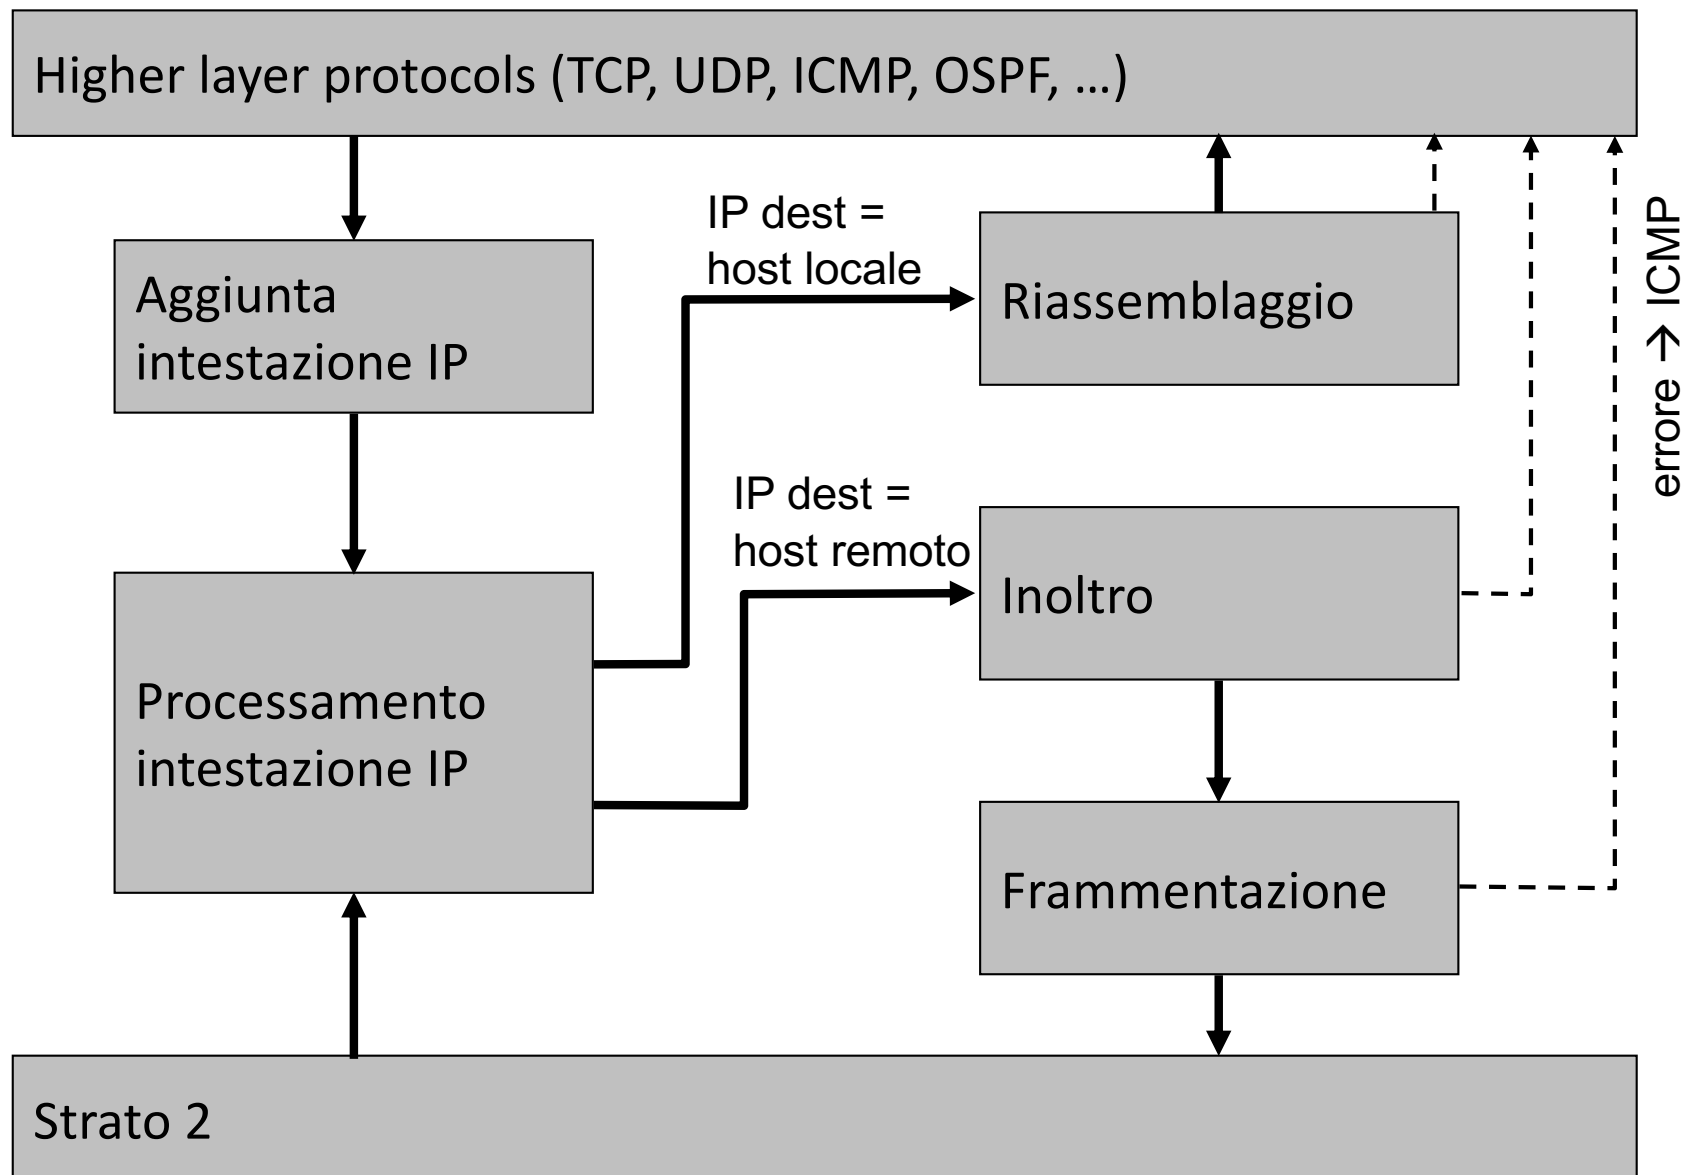 Higher layer protocols (TCP, UDP, ICMP, OSPF, …)
IP dest =
host locale
Aggiunta
intestazione IP
Riassemblaggio
errore → ICMP
IP dest =
host remoto
Inoltro
Processamento
intestazione IP
Frammentazione
Strato 2